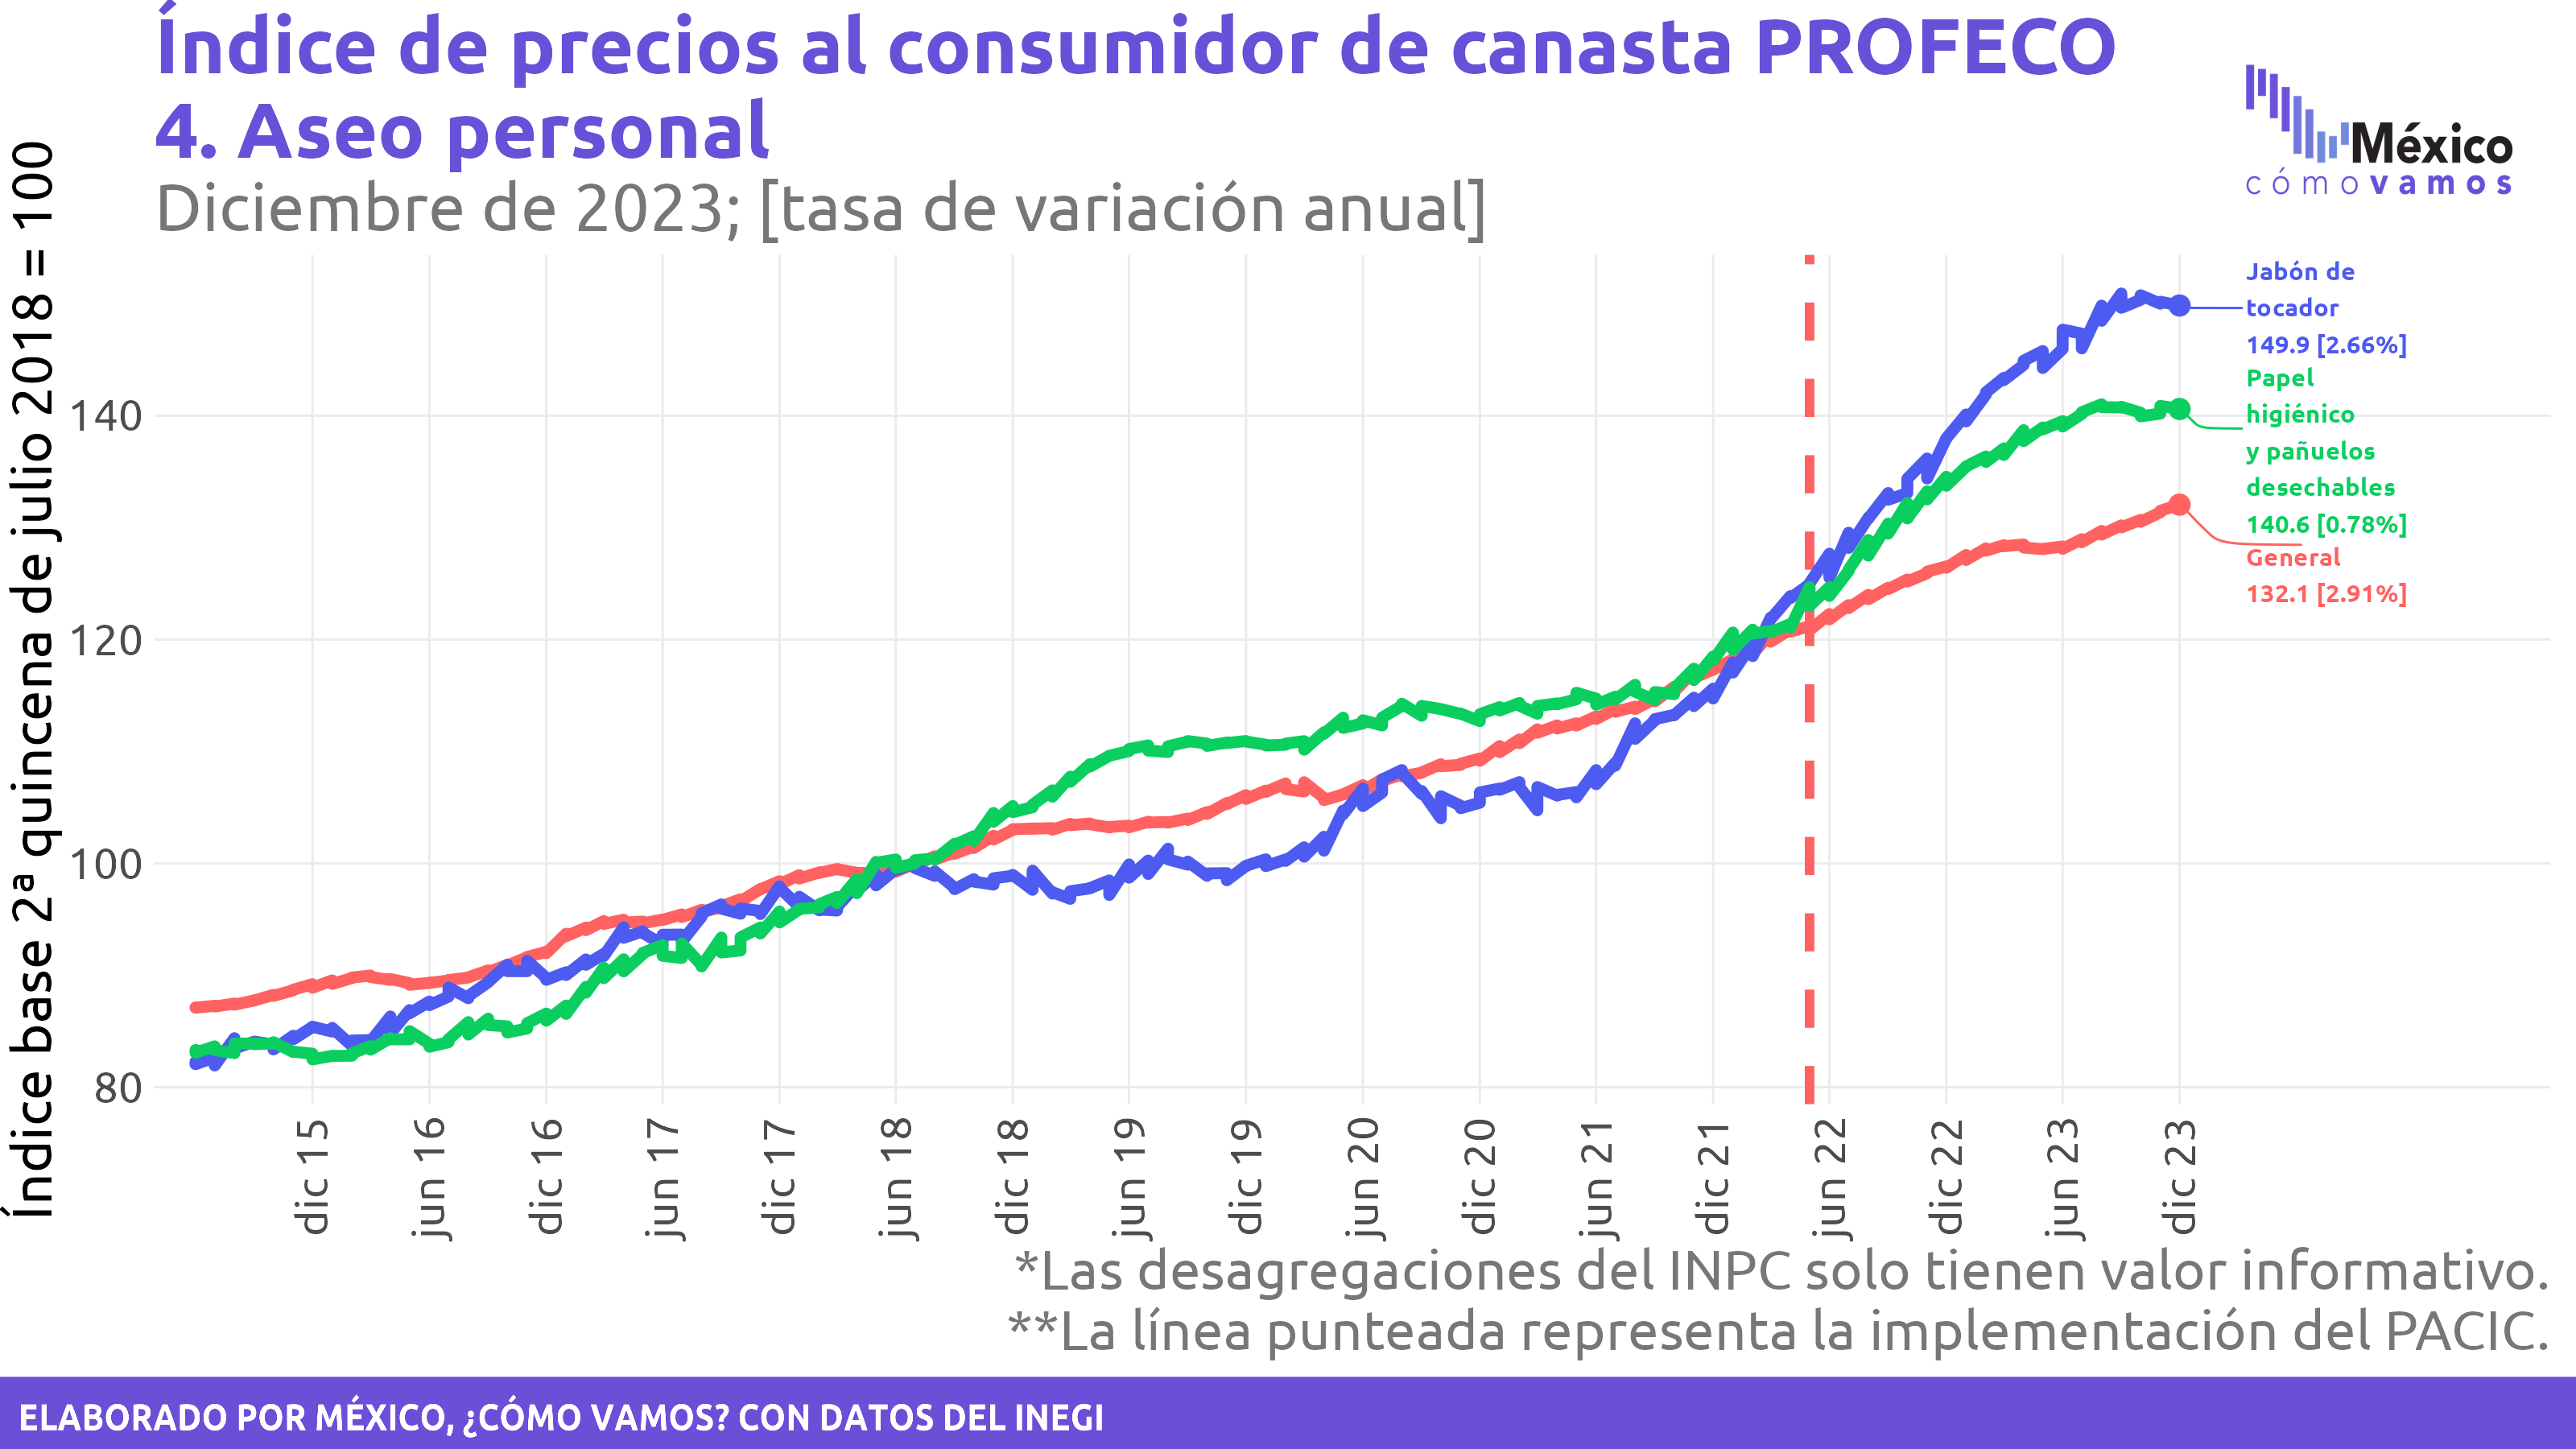 Índice de precios al consumidor de canasta PROFECO
4. Aseo personal
Diciembre de 2023; [tasa de variación anual]
México
cómovamos
Índice base 2ª quincena de julio 2018 = 100
140
120
100
80
Jabón de
tocador
149.9 [2.66%]
Papel
higiénico
y pañuelos
desechables
140.6 [0.78%]
General
132.1 [2.91%]
dic 15
jun 16
dic 16
jun 17
dic 17
jun 18
dic 18
jun 19
dic 19
jun 20
dic 20
jun 21
dic 21
jun 22
dic 22
jun 23
dic 23
*Las desagregaciones del INPC solo tienen valor informativo.
**La línea punteada representa la implementación del PACIC.
ELABORADO POR MÉXICO, ¿CÓMO VAMOS? CON DATOS DEL INEGI